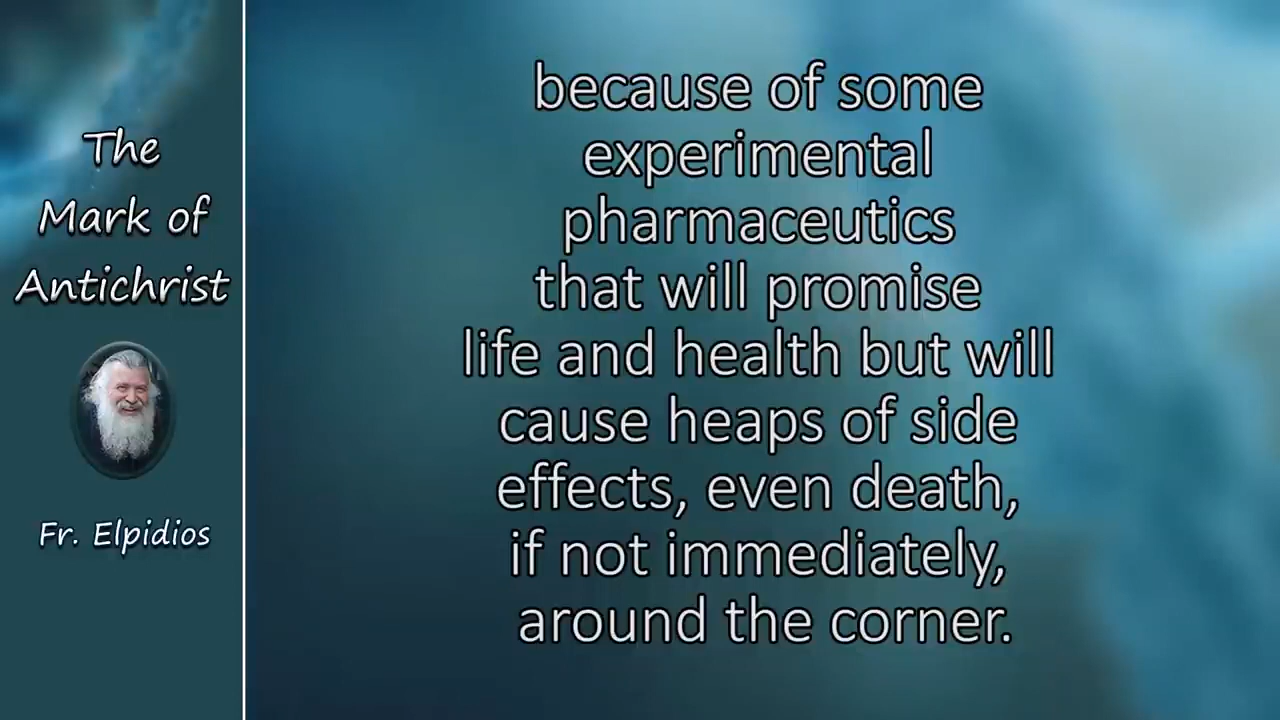 The
Mark of
Antichrist
Fr. Elpidios
because of some
experimental
pharmaceutics
that will promise
life and health but will
cause heaps of side
effects, even death,
if not immediately,
around the corner.